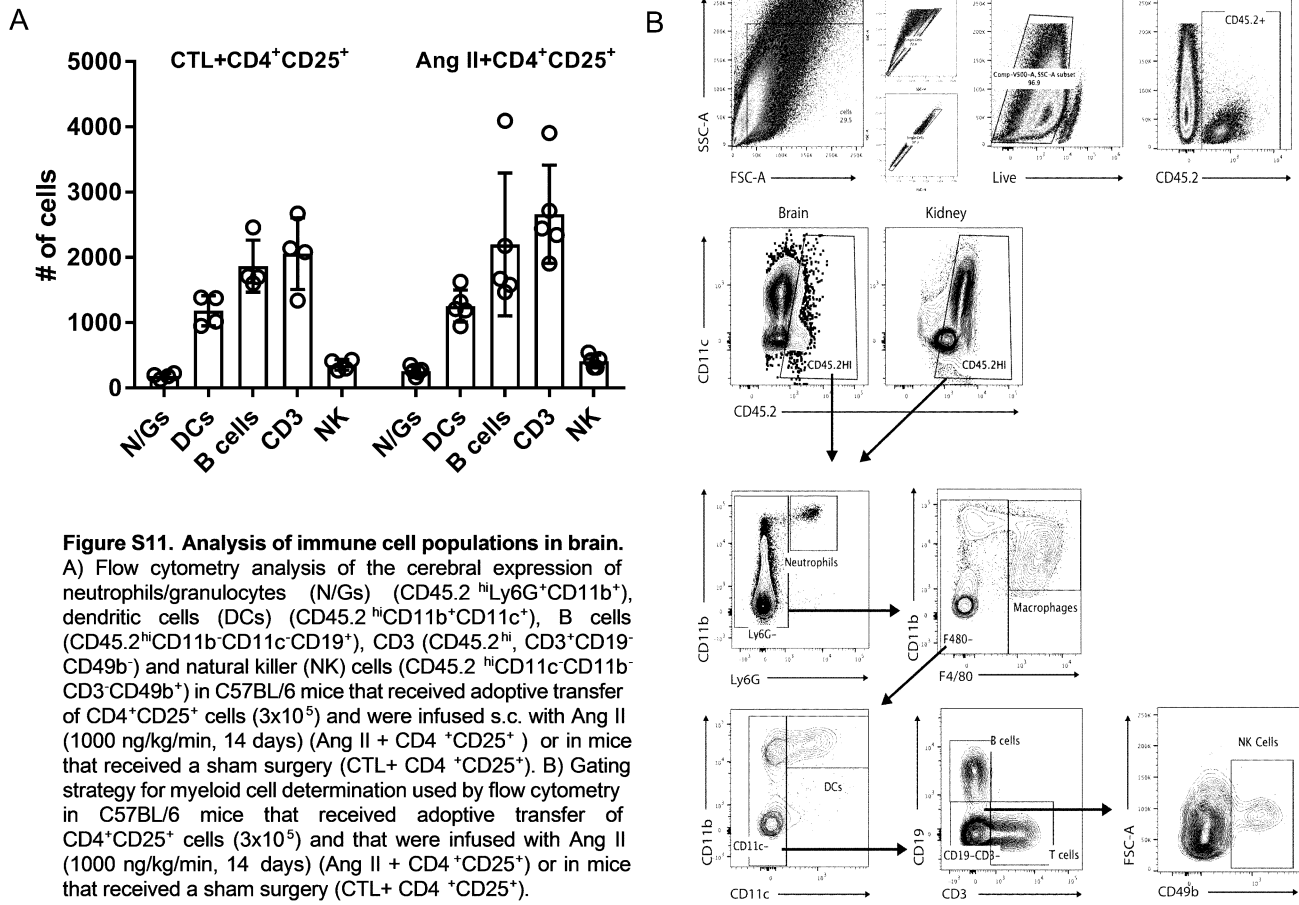 A
CTL+CD4+CD25+ Ang II+CD4+CD25+
# of cells
5000
4000
3000
2000
1000
0
N/Gs DCs B cells CD3 NK N/Gs DCs B cells CD3 NK
Figure S11. Analysis of immune cell populations in brain.
A) Flow cytometry analysis of the cerebral expression of
neutrophils/granulocytes (N/Gs) (CD45.2 hiLy6G+CD11b+),
dendritic cells (DCs) (CD45.2 hiCD11b+CD11c+), B cells
(CD45.2hiCD11b-CD11c-CD19+), CD3 (CD45.2hi, CD3+CD19-
CD49b-) and natural killer (NK) cells (CD45.2 hiCD11c-CD11b-
CD3-CD49b+) in C57BL/6 mice that received adoptive transfer
of CD4+CD25+ cells (3x105) and were infused s.c. with Ang II
(1000 ng/kg/min, 14 days) (Ang II + CD4 +CD25+ ) or in mice
that received a sham surgery (CTL+ CD4 +CD25+). B) Gating
strategy for myeloid cell determination used by flow cytometry
in C57BL/6 mice that received adoptive transfer of
CD4+CD25+ cells (3x105) and that were infused with Ang II
(1000 ng/kg/min, 14 days) (Ang II + CD4 +CD25+) or in mice
that received a sham surgery (CTL+ CD4 +CD25+).
B
SSC-A
cells
29.5
FSC-A
Comp-V500-A, SSC-A subset
96.9
Live
CD45.2+
CD45.2
Brain Kidney
CD11c
CD45.2HI CD45.2HI
CD45.2
CD11b
Neutrophils
Ly6G-
Ly6G
CD11b
Macrophages
F480-
F4/80
CD11b
DCs
CD11c-
CD11c
CD19
B cells
CD19-CD3-
T cells
CD3
FSC-A
NK Cells
CD49b